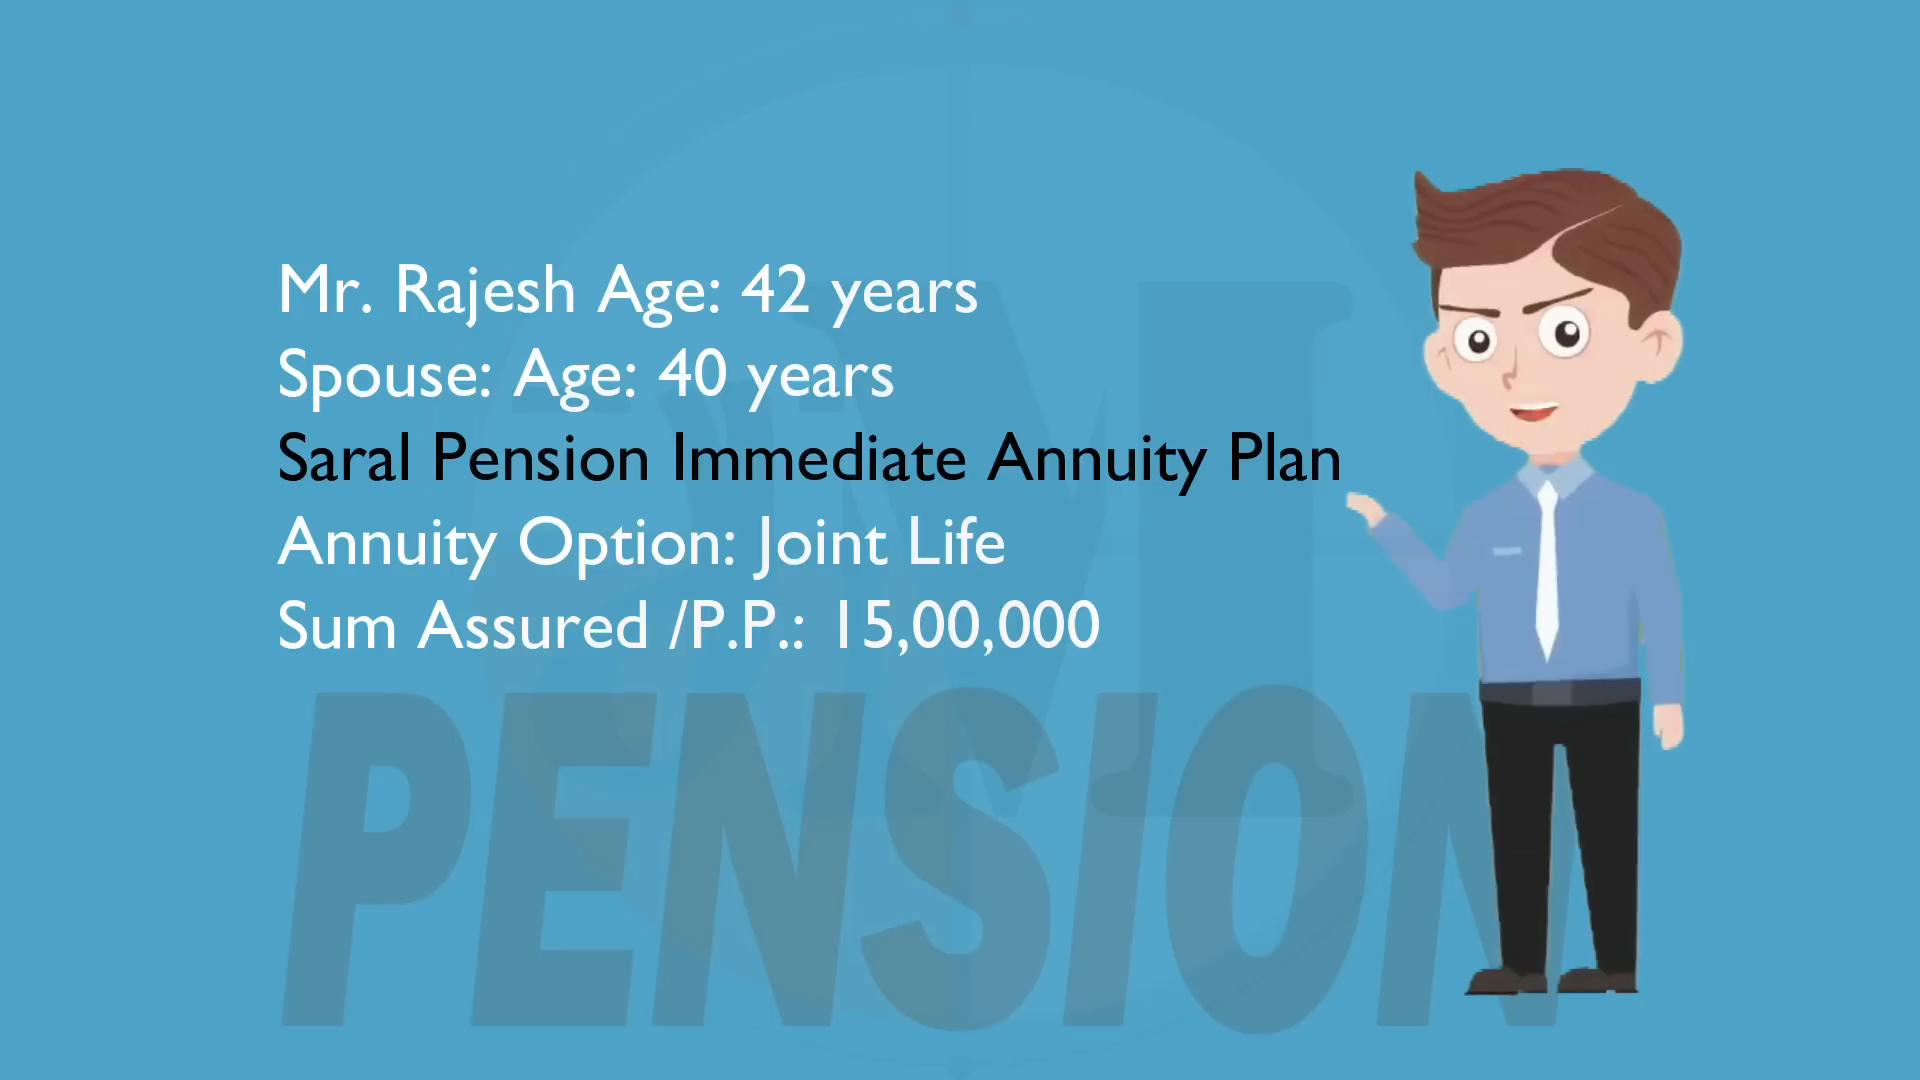 Mr. Rajesh Age: 42 years
Spouse: Age: 40 years
Saral Pension Immediate Annuity Plan
Annuity Option: Joint Life
Sum Assured /P.P.: 15,00,000
PENSION